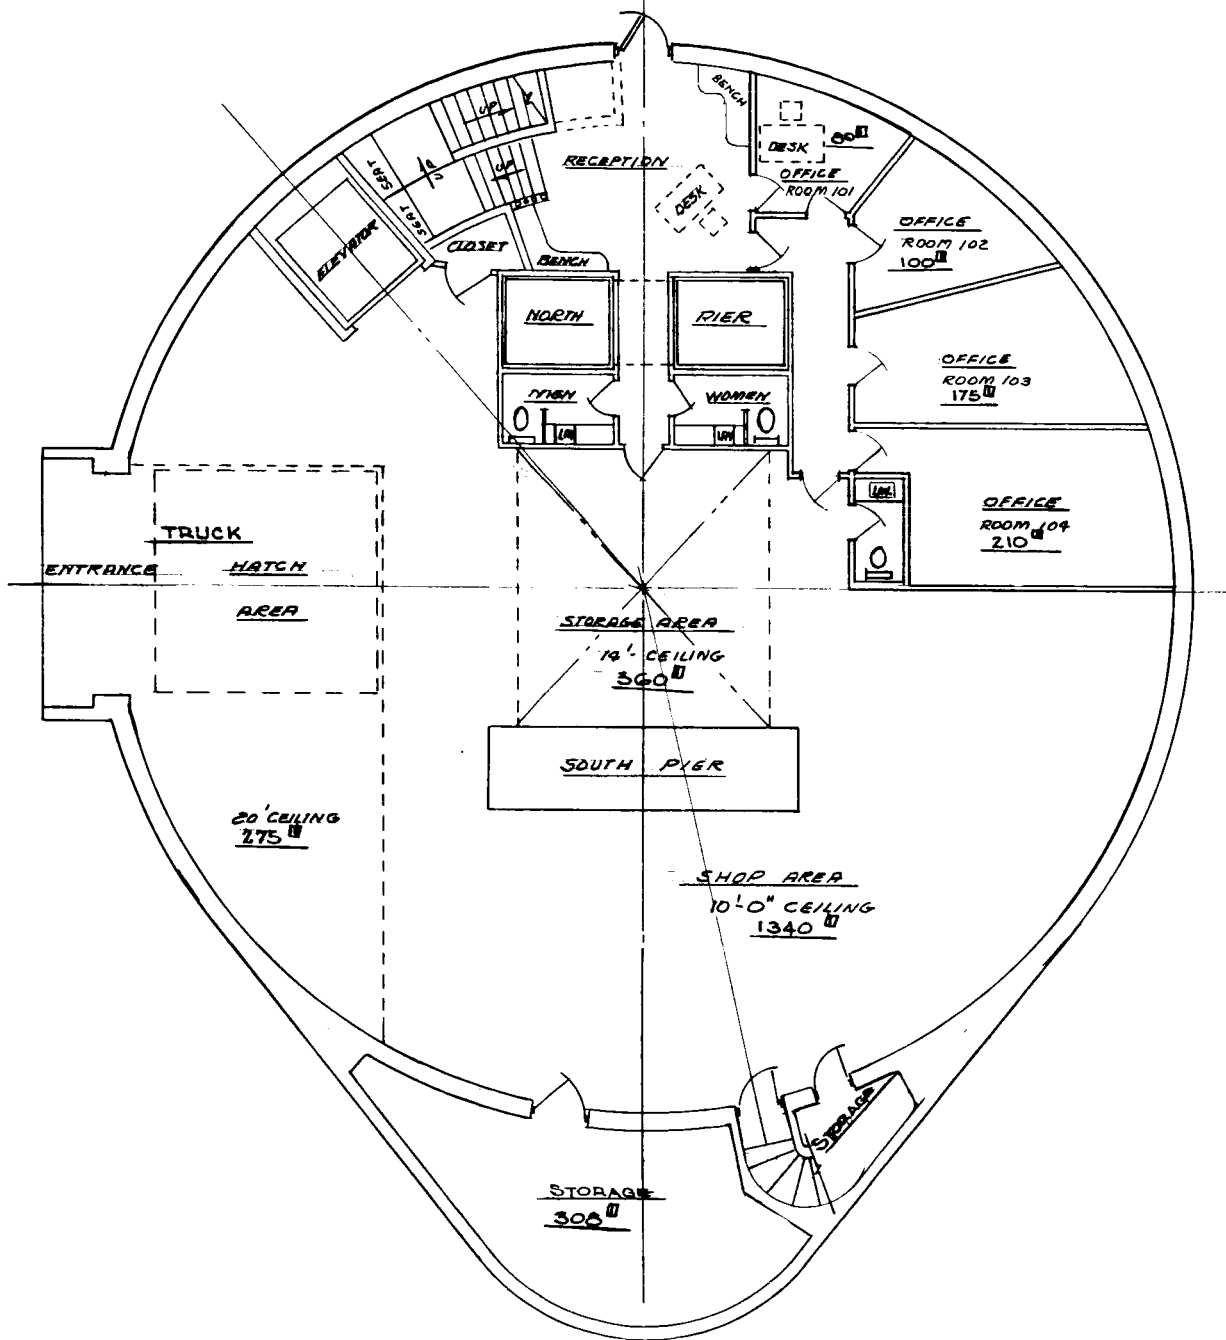 BENCH
UP
DESK
80
UP
RECEPTION
OFFICE
ROOM 101
SEAT
UP
SEAT
DESK
OFFICE
ROOM 102
100
ELEVATOR
CLOSET
BENCH
NORTH
PIER
OFFICE
ROOM 103
175
MEN
WOMEN
LAV
LAV
LAV
OFFICE
ROOM 104
210
TRUCK
ENTRANCE
HATCH
AREA
STORAGE AREA
14'- CEILING
360
SOUTH PIER
20' CEILING
275
SHOP AREA
10'-0" CEILING
1340
STORAGE
STORAGE
308